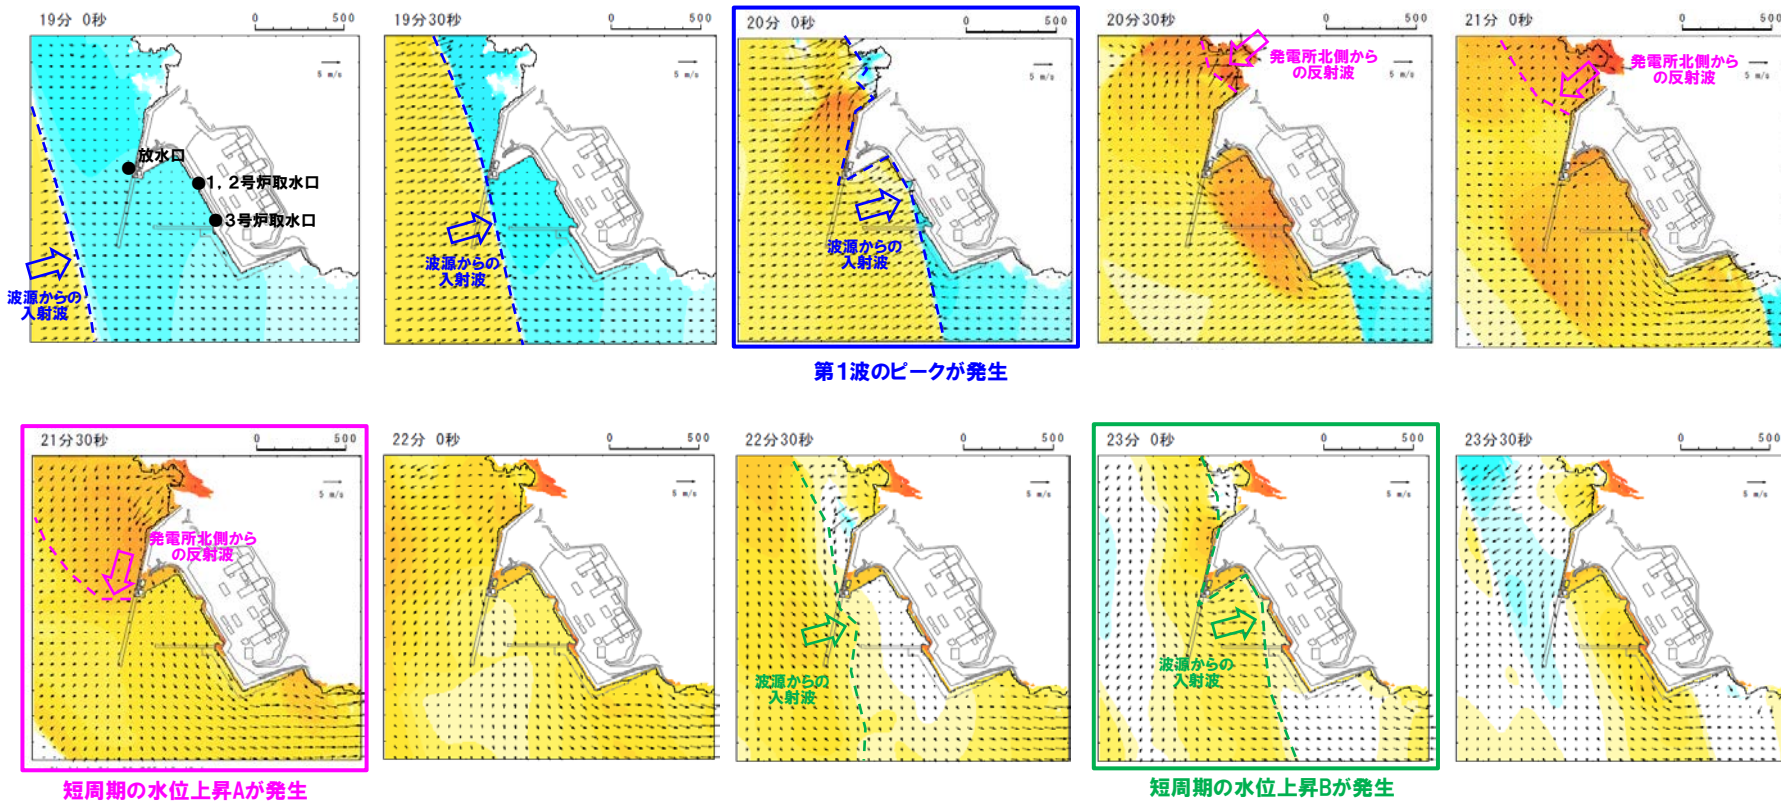 19分 0秒
0 500
5 m/s
放水口
1，2号炉取水口
3号炉取水口
波源からの
入射波
19分30秒
0 500
5 m/s
波源からの
入射波
20分 0秒
0 500
5 m/s
波源からの
入射波
第1波のピークが発生
20分30秒
0 500
5 m/s
発電所北側から
の反射波
21分 0秒
0 500
5 m/s
発電所北側から
の反射波
21分30秒
0 500
5 m/s
発電所北側から
の反射波
短周期の水位上昇Aが発生
22分 0秒
0 500
5 m/s
22分30秒
0 500
5 m/s
波源からの
入射波
23分 0秒
0 500
5 m/s
波源からの
入射波
短周期の水位上昇Bが発生
23分30秒
0 500
5 m/s